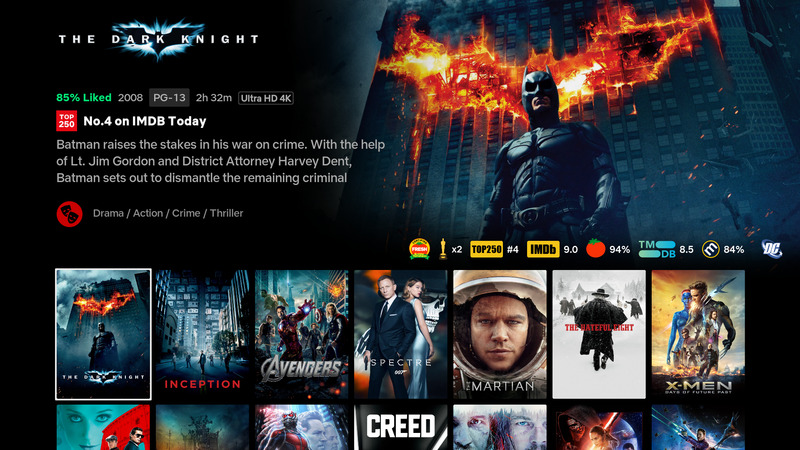 THE DARK KNIGHT
85% Liked 2008 PG-13 2h 32m Ultra HD 4K
TOP 250 No.4 on IMDB Today
Batman raises the stakes in his war on crime. With the help
of Lt. Jim Gordon and District Attorney Harvey Dent,
Batman sets out to dismantle the remaining criminal
Drama / Action / Crime / Thriller
FRESH x2 TOP250 #4 IMDb 9.0 94% TMDB 8.5 84% DC
THE DARK KNIGHT
INCEPTION
AVENGERS
SPECTRE
007
THE MARTIAN
THE HATEFUL EIGHT
X-MEN
DAYS OF FUTURE PAST
CREED